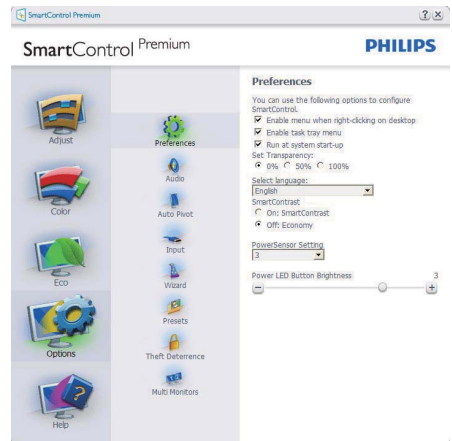 SmartControl Premium
SmartControl Premium
PHILIPS
Adjust
Color
Eco
Options
Help
Preferences
Audio
Auto Pivot
Input
Wizard
Presets
Theft Deterrence
Multi Monitors
Preferences
You can use the following options to configure
SmartControl.
Enable menu when right-clicking on desktop
Enable task tray menu
Run at system start-up
Set Transparency:
0% 50% 100%
Select language:
English
SmartContrast
On: SmartContrast
Off: Economy
PowerSensor Setting
3
Power LED Button Brightness 3